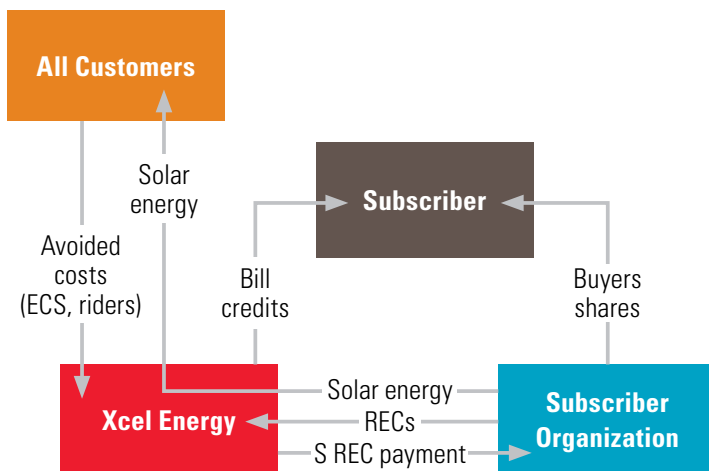 All Customers
Solar
energy
Subscriber
Avoided
costs
(ECS, riders)
Bill
credits
Buyers
shares
Xcel Energy
Solar energy
RECs
S REC payment
Subscriber
Organization